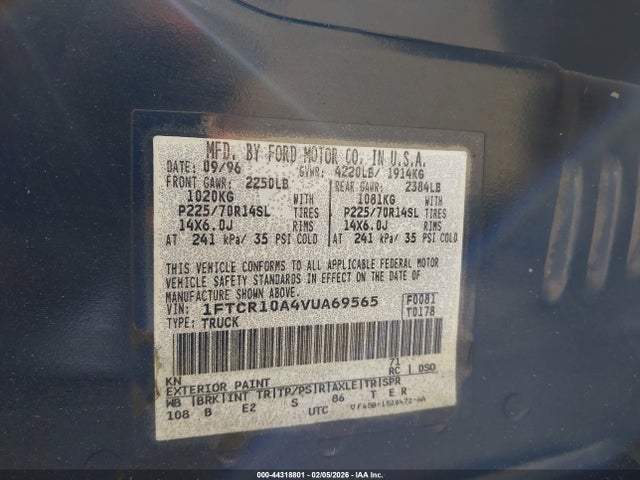 MFD. BY FORD MOTOR CO. IN U.S.A.
DATE: 09/96 GVWR: 4220LB/ 1914KG
FRONT GAWR: 2250LB REAR GAWR: 2384LB
1020KG WITH 1081KG WITH
P225/70R14SL TIRES P225/70R14SL TIRES
14X6.0J RIMS 14X6.0J RIMS
AT 241 kPa/ 35 PSI COLD AT 241 kPa/ 35 PSI COLD
THIS VEHICLE CONFORMS TO ALL APPLICABLE FEDERAL MOTOR
VEHICLE SAFETY STANDARDS IN EFFECT ON THE DATE OF
MANUFACTURE SHOWN ABOVE.
VIN: 1FTCR10A4VUA69565 F0081
TYPE: TRUCK T0178
KN 71
EXTERIOR PAINT RC DSO
WB BRK INT TR TP/PS R AXLE TR SPR
108 B E2 S 86 T E R
UTC
000-44318801 | 02/05/2026 - IAA Corp.